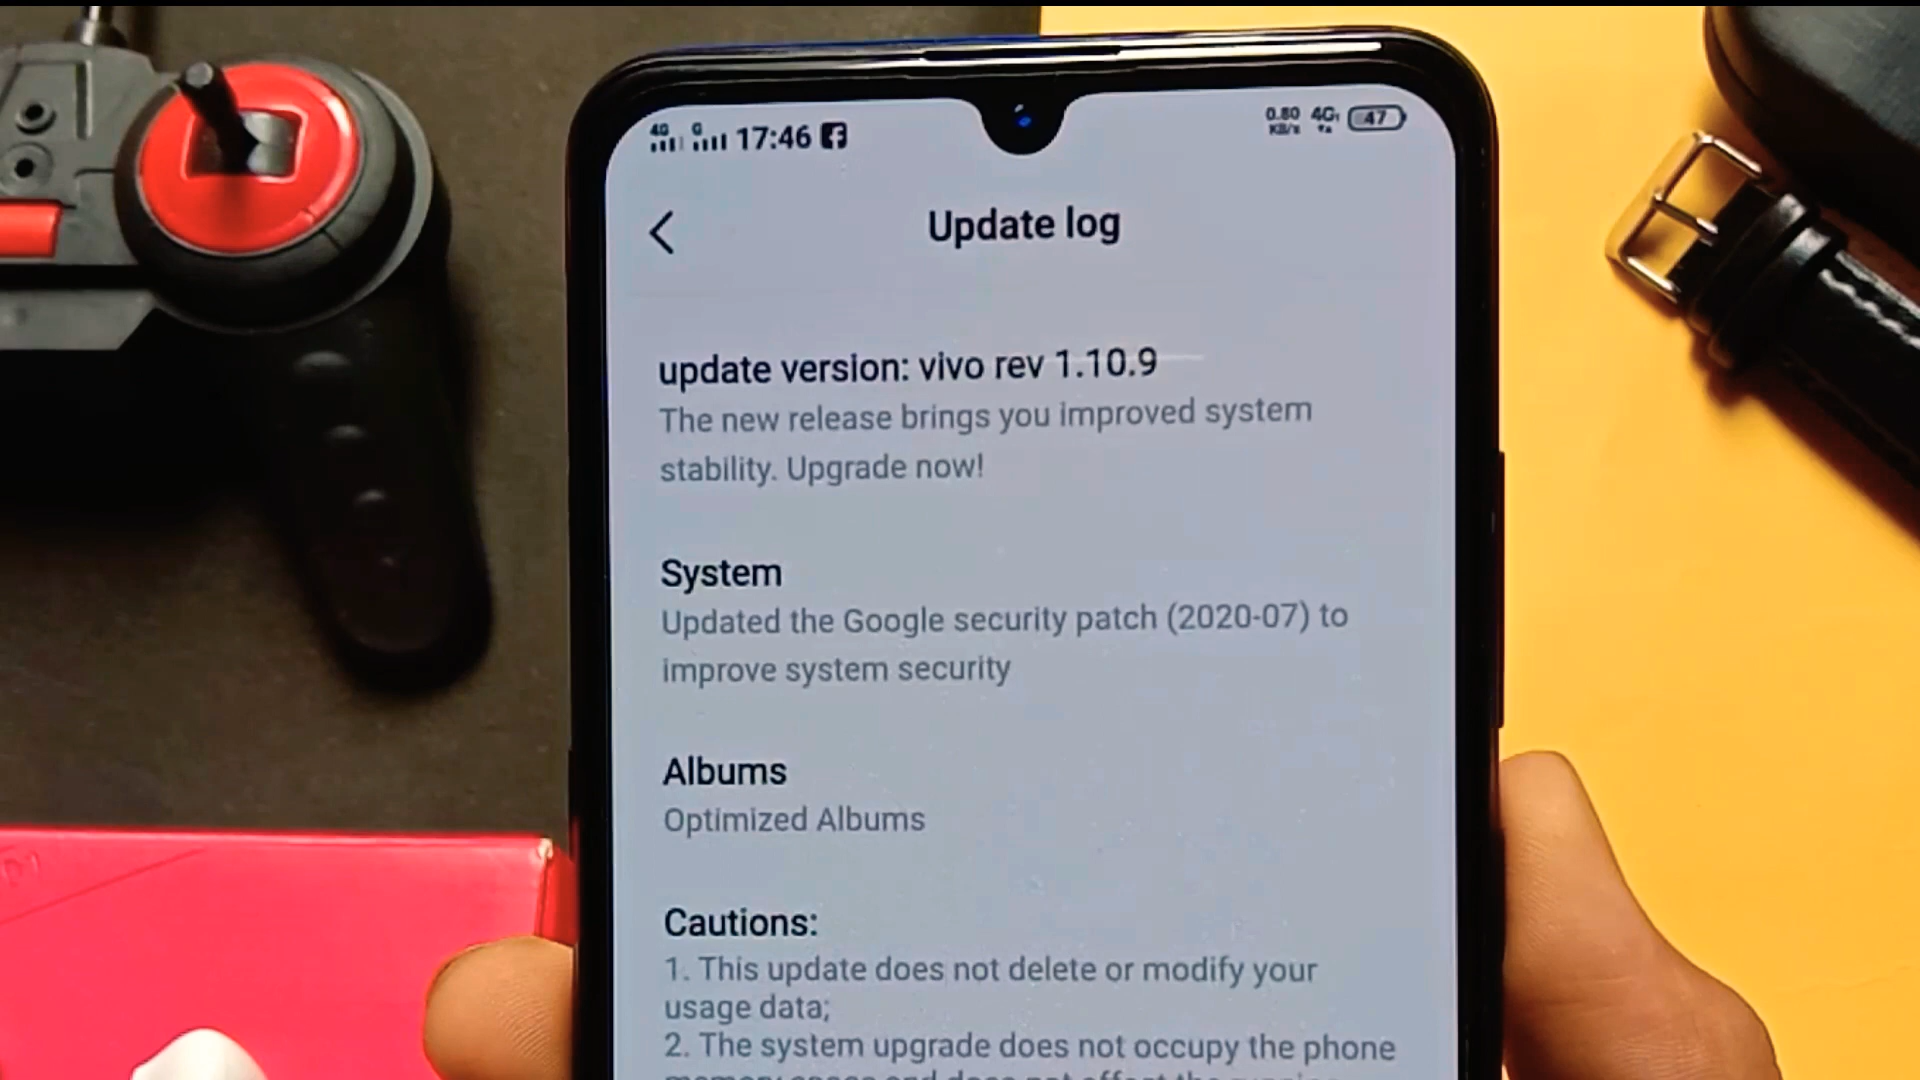 4G G 17:46 0.80 KB/s 4G 47
Update log
update version: vivo rev 1.10.9
The new release brings you improved system
stability. Upgrade now!
System
Updated the Google security patch (2020-07) to
improve system security
Albums
Optimized Albums
Cautions:
1. This update does not delete or modify your
usage data;
2. The system upgrade does not occupy the phone